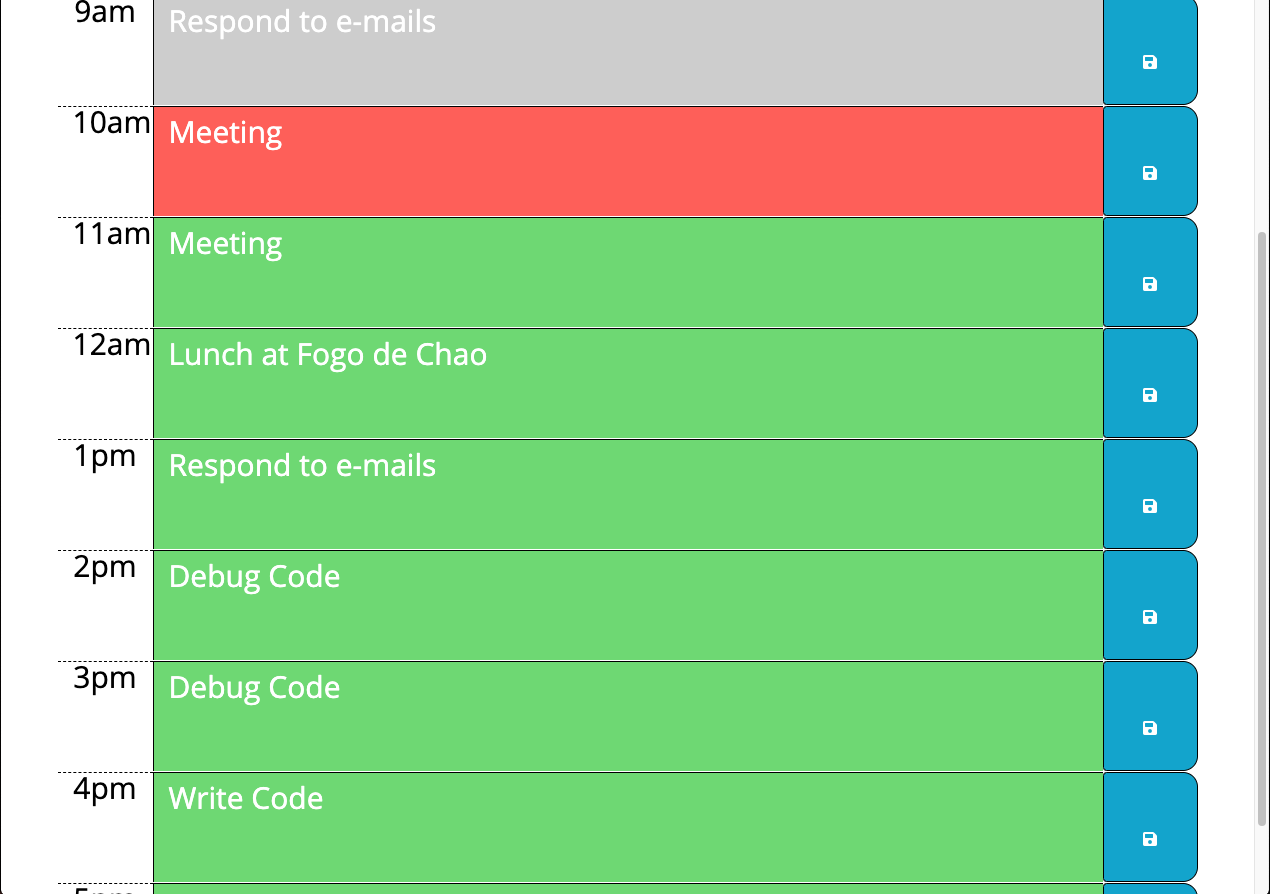 9am
Respond to e-mails
10am
Meeting
11am
Meeting
12am
Lunch at Fogo de Chao
1pm
Respond to e-mails
2pm
Debug Code
3pm
Debug Code
4pm
Write Code